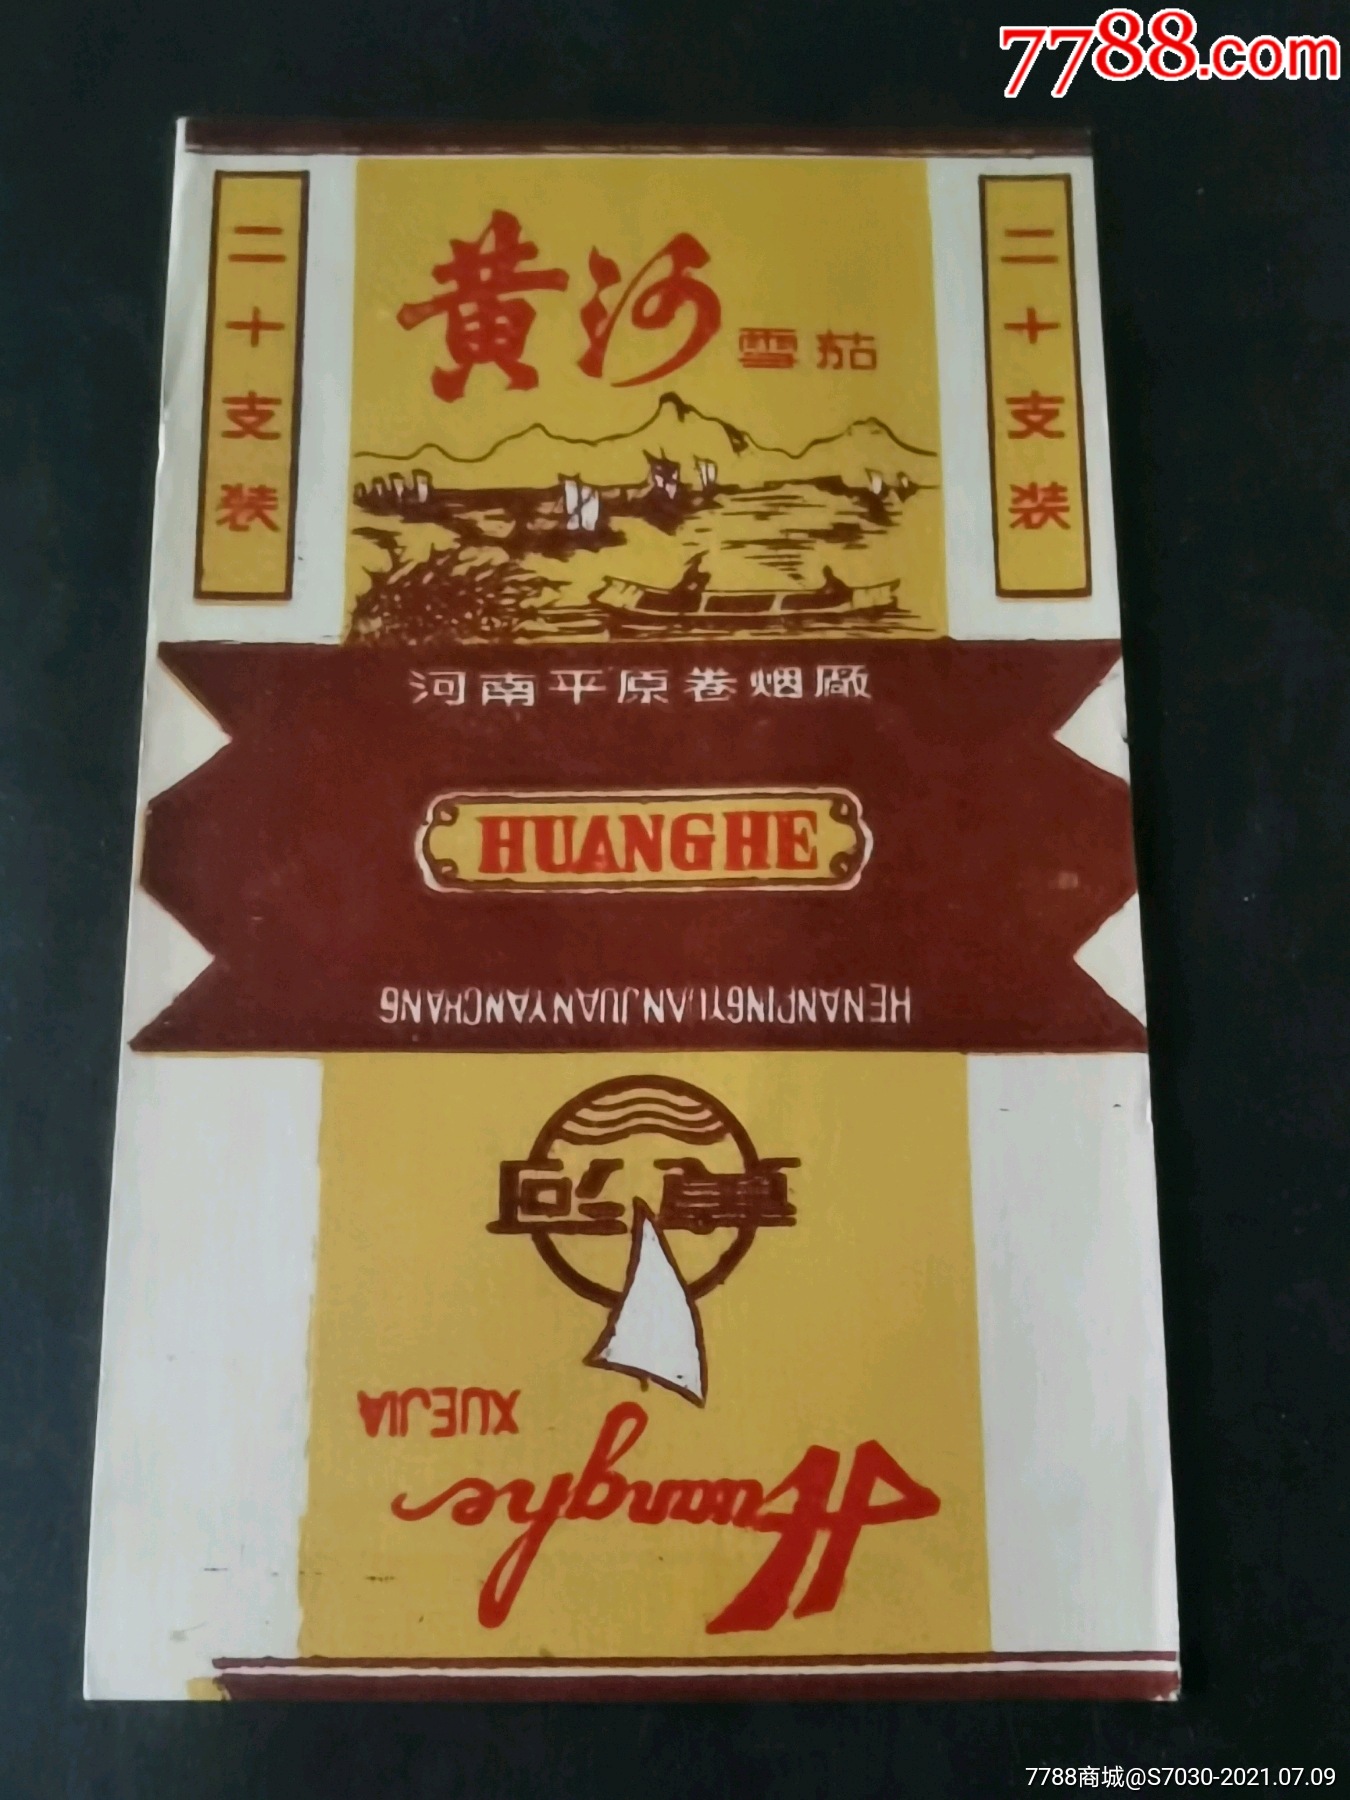 7788.com
二十支装
黄河雪茄
二十支装
河南平原卷烟厰
HUANGHE
HENANPINGYUANJUANYANCHANG
黄河
XUEJIA
Huanghe
7788商城@S7030-2021.07.09